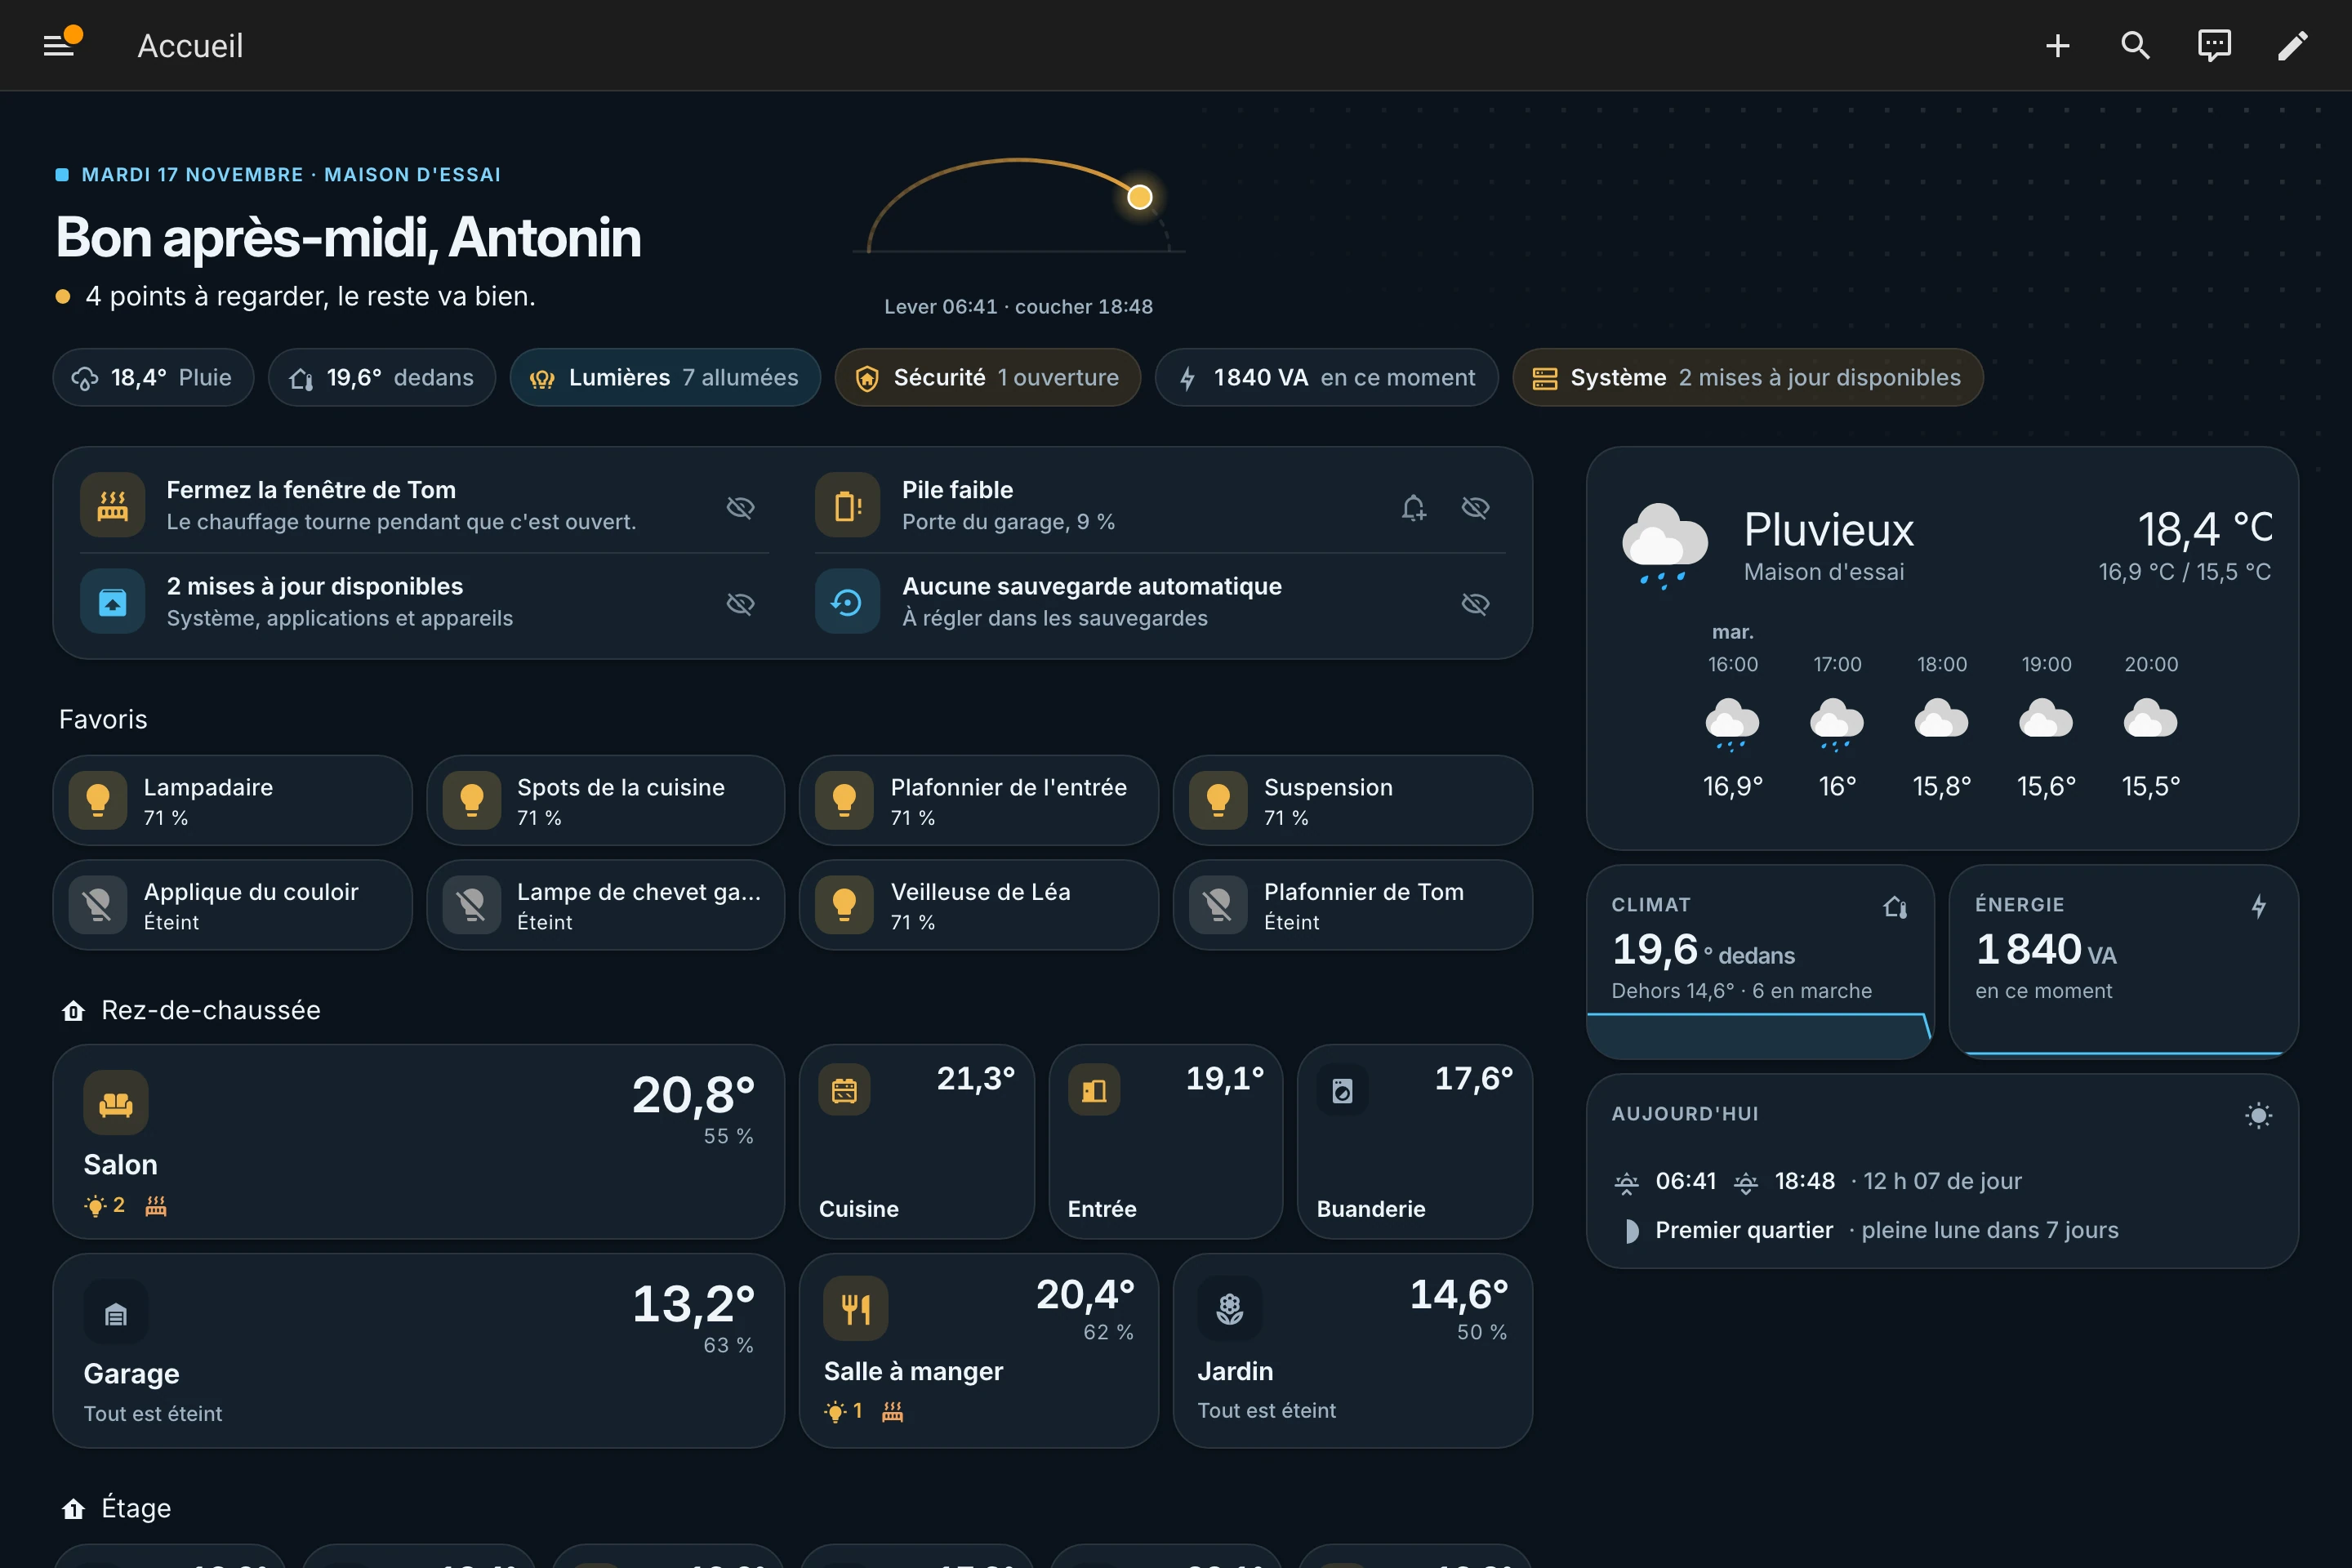 Accueil
MARDI 17 NOVEMBRE · MAISON D'ESSAI
Bon après-midi, Antonin
4 points à regarder, le reste va bien.
Lever 06:41 · coucher 18:48
18,4° Pluie
19,6° dedans
Lumières 7 allumées
Sécurité 1 ouverture
1 840 VA en ce moment
Système 2 mises à jour disponibles
Fermez la fenêtre de Tom
Le chauffage tourne pendant que c'est ouvert.
Pile faible
Porte du garage, 9 %
2 mises à jour disponibles
Système, applications et appareils
Aucune sauvegarde automatique
À régler dans les sauvegardes
Favoris
Lampadaire
71 %
Spots de la cuisine
71 %
Plafonnier de l'entrée
71 %
Suspension
71 %
Applique du couloir
Éteint
Lampe de chevet ga...
Éteint
Veilleuse de Léa
71 %
Plafonnier de Tom
Éteint
Rez-de-chaussée
20,8°
55 %
Salon
2
21,3°
Cuisine
19,1°
Entrée
17,6°
Buanderie
13,2°
63 %
Garage
Tout est éteint
20,4°
62 %
Salle à manger
1
14,6°
50 %
Jardin
Tout est éteint
Étage
Pluvieux
Maison d'essai
18,4 °C
16,9 °C / 15,5 °C
mar.
16:00 17:00 18:00 19:00 20:00
16,9° 16° 15,8° 15,6° 15,5°
CLIMAT
19,6 ° dedans
Dehors 14,6° · 6 en marche
ÉNERGIE
1 840 VA
en ce moment
AUJOURD'HUI
06:41 18:48 · 12 h 07 de jour
Premier quartier · pleine lune dans 7 jours